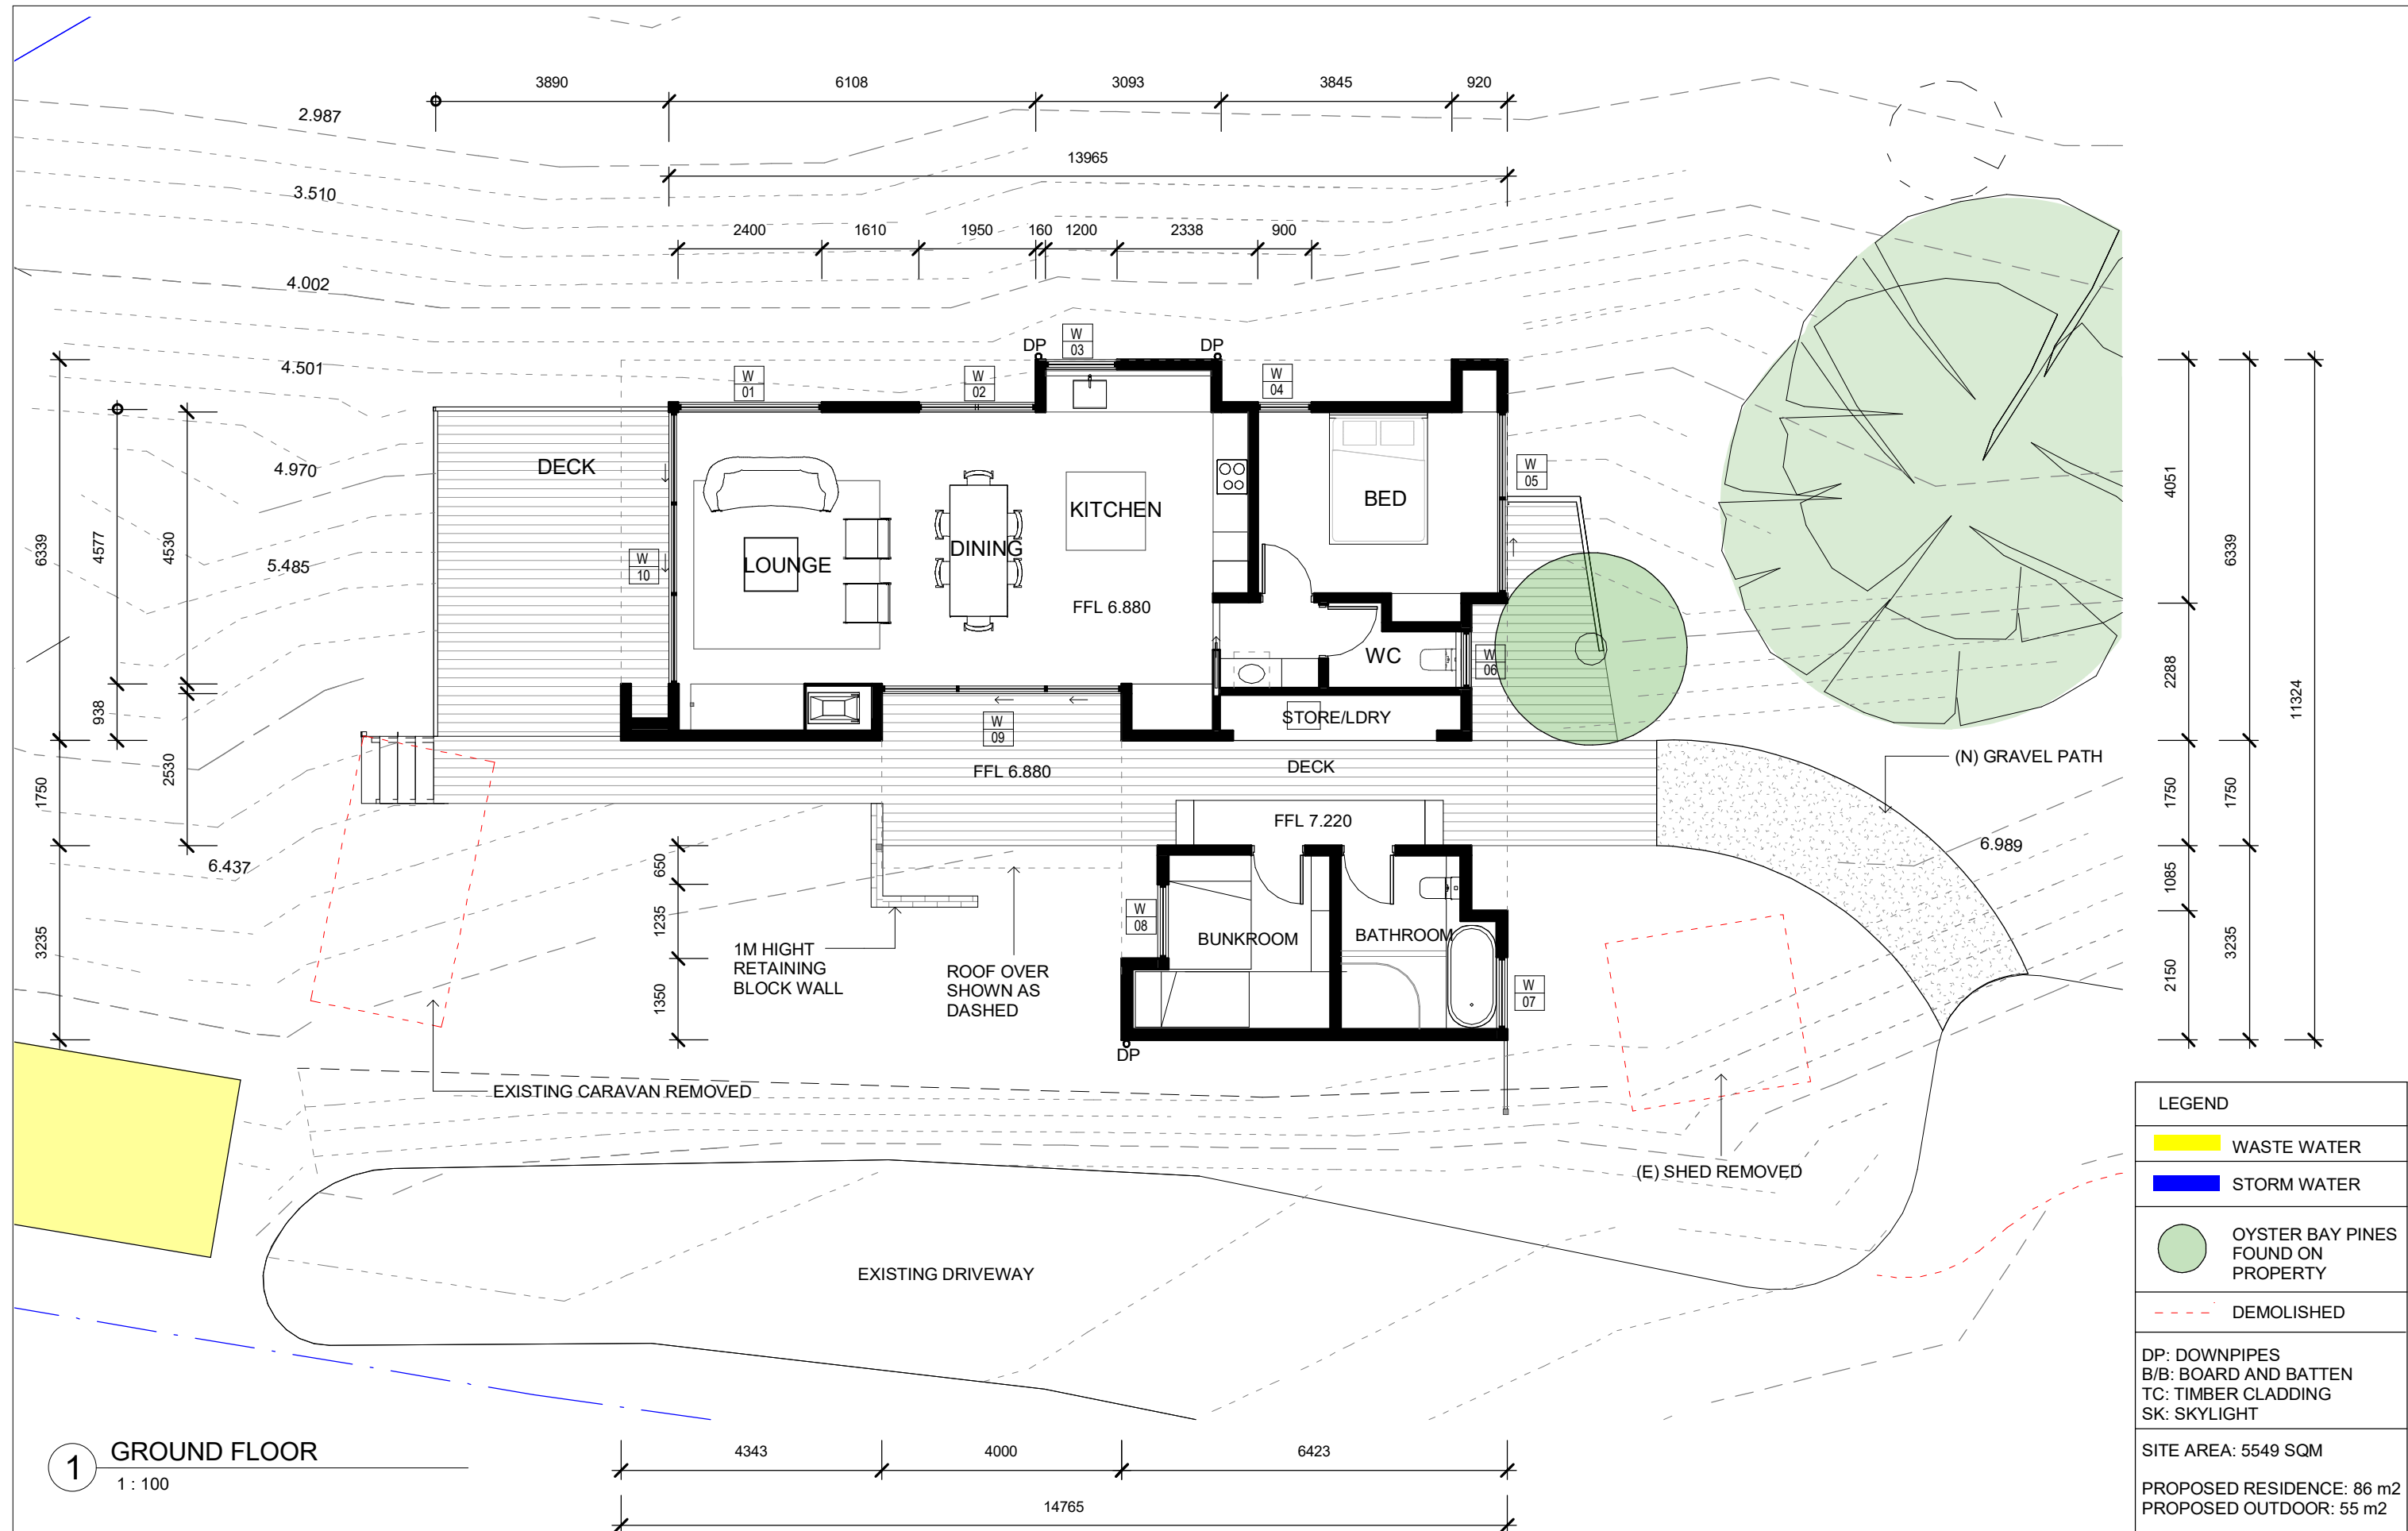 3890
6108
3093
3845
920
2.987
13965
3.510
2400
1610
1950
160
1200
2338
900
4.002
W
03
DP
DP
4.501
W
01
W
02
W
04
DECK
4.970
W
05
BED
KITCHEN
4051
6339
4577
4530
DINING
6339
5.485
W
10
LOUNGE
FFL 6.880
WC
W
06
2288
11324
938
STORE/LDRY
W
09
2530
FFL 6.880
DECK
(N) GRAVEL PATH
1750
1750
1750
FFL 7.220
6.989
6.437
650
1085
1235
W
08
3235
BUNKROOM
BATHROOM
3235
1M HIGHT
RETAINING
BLOCK WALL
ROOF OVER
SHOWN AS
DASHED
1350
W
07
2150
DP
EXISTING CARAVAN REMOVED
(E) SHED REMOVED
EXISTING DRIVEWAY
LEGEND
WASTE WATER
STORM WATER
OYSTER BAY PINES
FOUND ON
PROPERTY
DEMOLISHED
DP: DOWNPIPES
B/B: BOARD AND BATTEN
TC: TIMBER CLADDING
SK: SKYLIGHT
SITE AREA: 5549 SQM
PROPOSED RESIDENCE: 86 m2
PROPOSED OUTDOOR: 55 m2
1
GROUND FLOOR
1 : 100
4343
4000
6423
14765